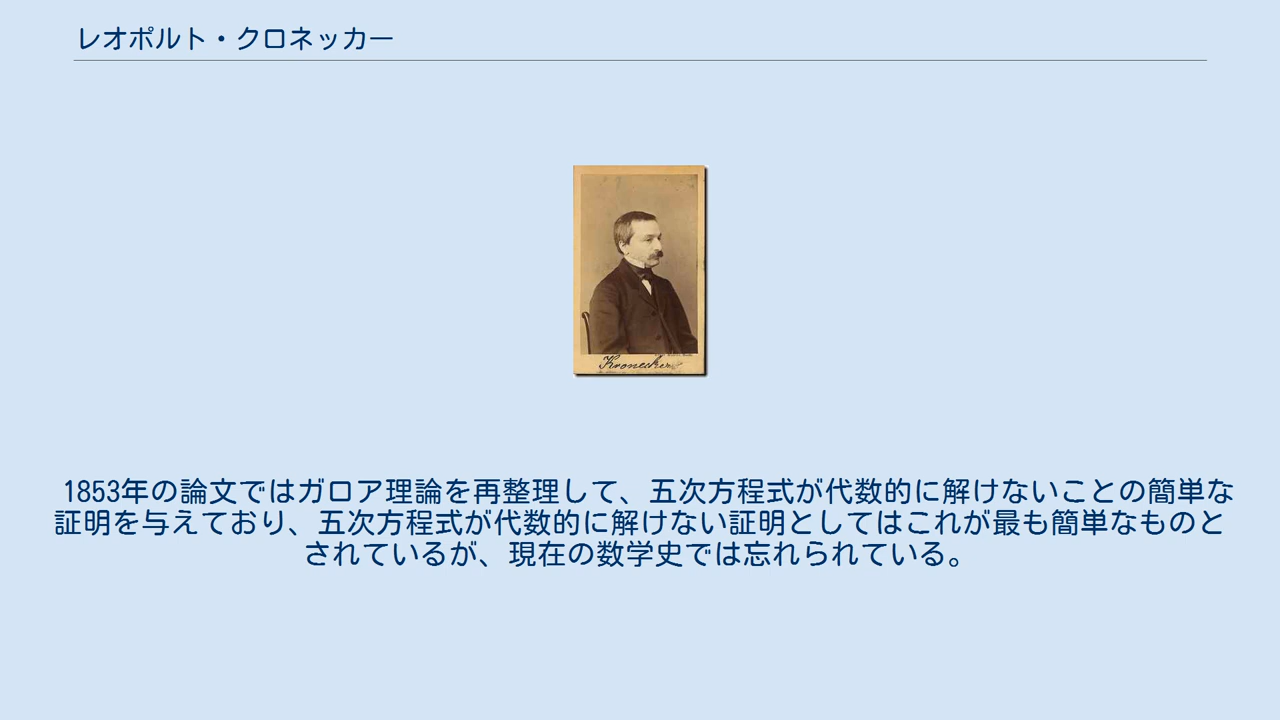 レオポルト・クロネッカー
Kronecker
1853年の論文ではガロア理論を再整理して、五次方程式が代数的に解けないことの簡単な
証明を与えており、五次方程式が代数的に解けない証明としてはこれが最も簡単なものと
されているが、現在の数学史では忘れられている。